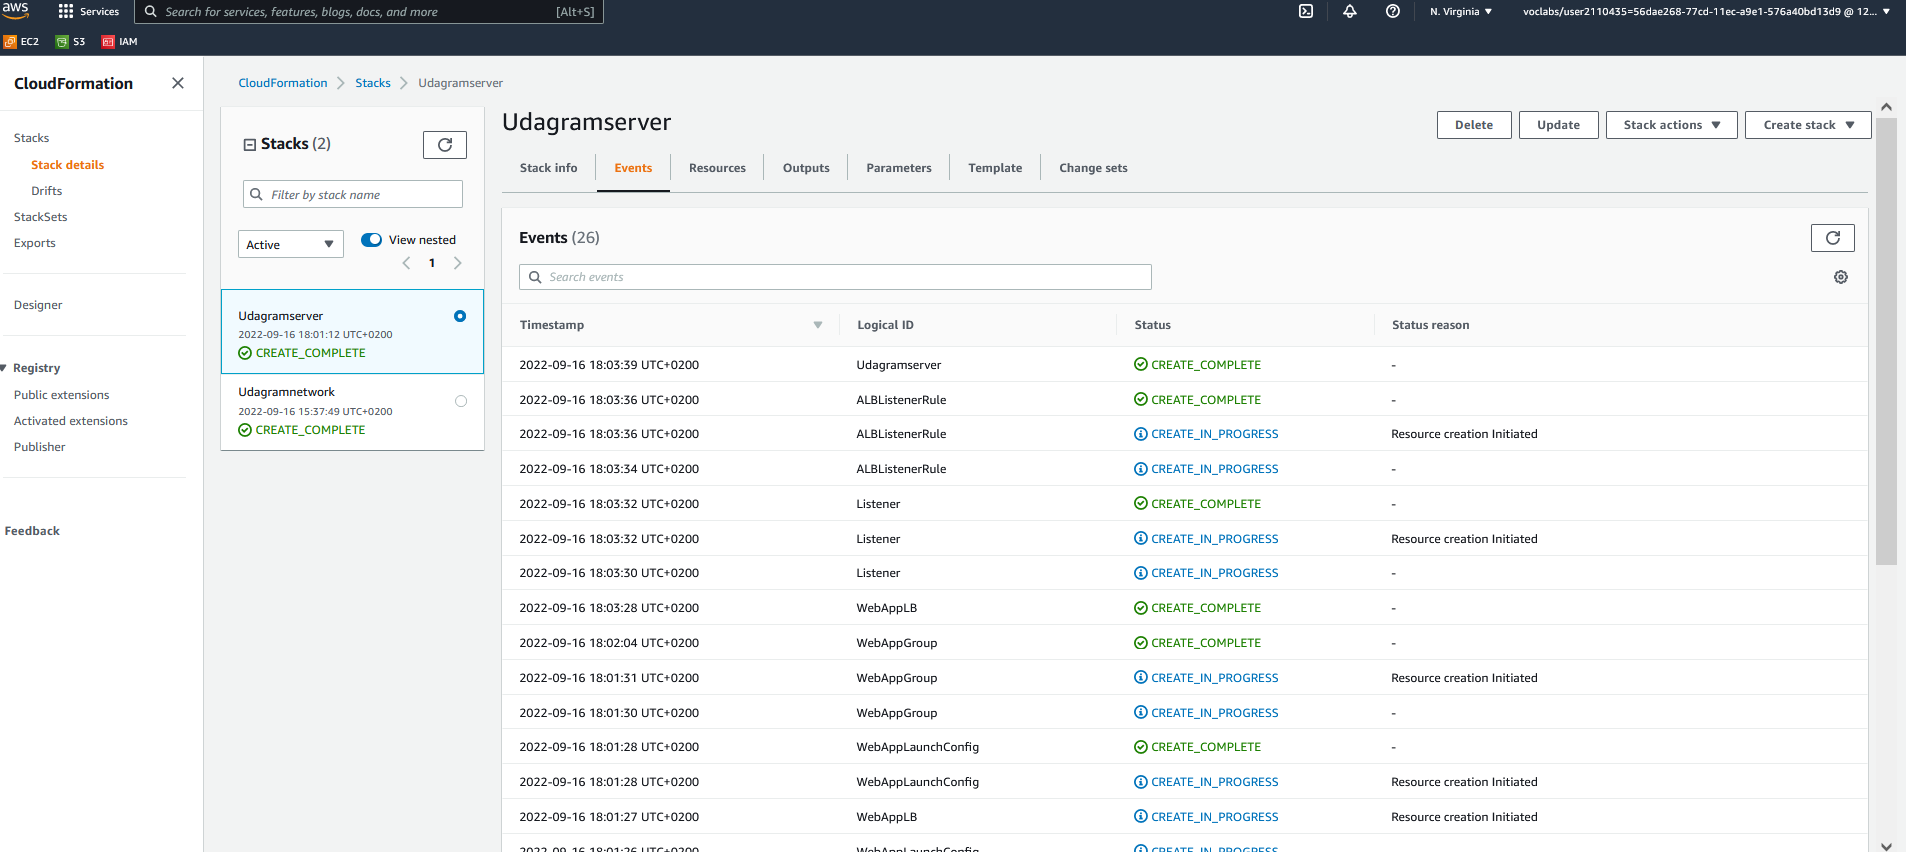 aws
Services
Search for services, features, blogs, docs, and more
[Alt+S]
N. Virginia
voclabs/user2110435=56dae268-77cd-11ec-a9e1-576a40bd13d9 @ 12...
EC2
S3
IAM
CloudFormation
Stacks
Stack details
Drifts
StackSets
Exports
Designer
Registry
Public extensions
Activated extensions
Publisher
Feedback
CloudFormation
Stacks
Udagramserver
Stacks (2)
Filter by stack name
Active
View nested
1
Udagramserver
2022-09-16 18:01:12 UTC+0200
CREATE_COMPLETE
Udagramnetwork
2022-09-16 15:37:49 UTC+0200
CREATE_COMPLETE
Udagramserver
Delete
Update
Stack actions
Create stack
Stack info
Events
Resources
Outputs
Parameters
Template
Change sets
Events (26)
Search events
Timestamp Logical ID Status Status reason
2022-09-16 18:03:39 UTC+0200 Udagramserver CREATE_COMPLETE -
2022-09-16 18:03:36 UTC+0200 ALBListenerRule CREATE_COMPLETE -
2022-09-16 18:03:36 UTC+0200 ALBListenerRule CREATE_IN_PROGRESS Resource creation Initiated
2022-09-16 18:03:34 UTC+0200 ALBListenerRule CREATE_IN_PROGRESS -
2022-09-16 18:03:32 UTC+0200 Listener CREATE_COMPLETE -
2022-09-16 18:03:32 UTC+0200 Listener CREATE_IN_PROGRESS Resource creation Initiated
2022-09-16 18:03:30 UTC+0200 Listener CREATE_IN_PROGRESS -
2022-09-16 18:03:28 UTC+0200 WebAppLB CREATE_COMPLETE -
2022-09-16 18:02:04 UTC+0200 WebAppGroup CREATE_COMPLETE -
2022-09-16 18:01:31 UTC+0200 WebAppGroup CREATE_IN_PROGRESS Resource creation Initiated
2022-09-16 18:01:30 UTC+0200 WebAppGroup CREATE_IN_PROGRESS -
2022-09-16 18:01:28 UTC+0200 WebAppLaunchConfig CREATE_COMPLETE -
2022-09-16 18:01:28 UTC+0200 WebAppLaunchConfig CREATE_IN_PROGRESS Resource creation Initiated
2022-09-16 18:01:27 UTC+0200 WebAppLB CREATE_IN_PROGRESS Resource creation Initiated
2022-09-16 18:01:26 UTC+0200 WebAppLaunchConfig CREATE_IN_PROGRESS